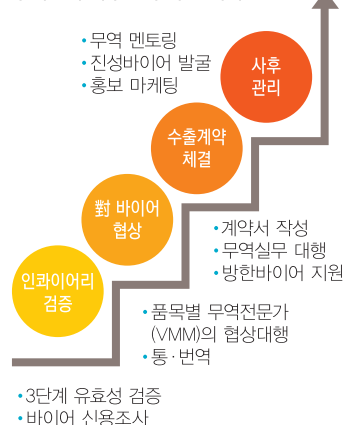 • 무역 멘토링
• 진성바이어 발굴
• 홍보 마케팅
사후
관리
수출계약
체결
對 바이어
협상
• 계약서 작성
• 무역실무 대행
• 방한바이어 지원
인콰이어리
검증
• 품목별 무역전문가
(VMM)의 협상대행
• 통·번역
• 3단계 유효성 검증
• 바이어 신용조사